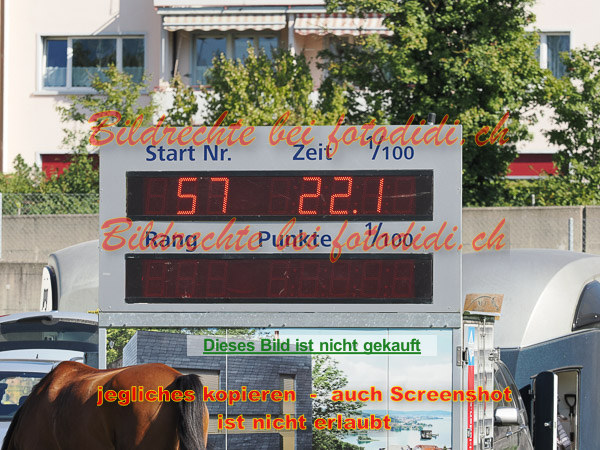 Bildrechte bei fotodidi.ch
Start Nr. Zeit 1/100
57 22.1
Bildrechte bei fotodidi.ch
Rang Punkte 1/100
Dieses Bild ist nicht gekauft
jegliches kopieren - auch Screenshot
ist nicht erlaubt